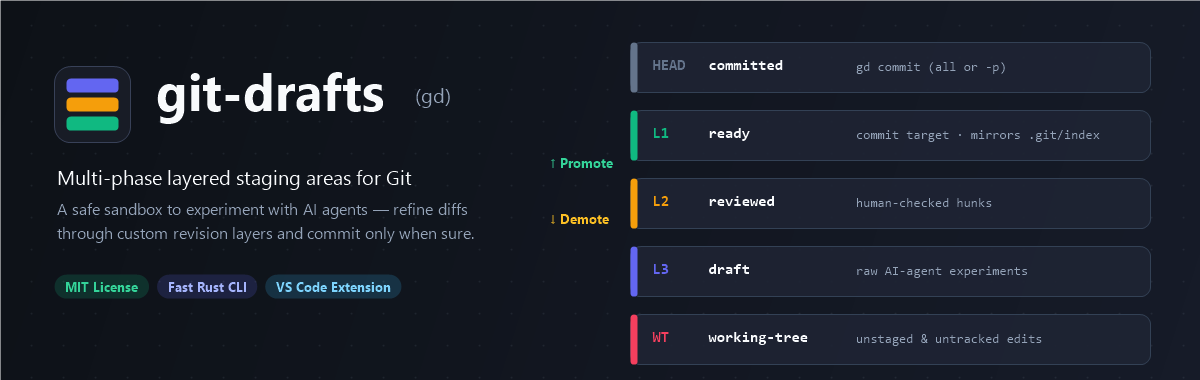 git-drafts (gd)
Multi-phase layered staging areas for Git
A safe sandbox to experiment with AI agents — refine diffs
through custom revision layers and commit only when sure.
MIT License Fast Rust CLI VS Code Extension
↑ Promote
↓ Demote
HEAD committed gd commit (all or -p)
L1 ready commit target · mirrors .git/index
L2 reviewed human-checked hunks
L3 draft raw AI-agent experiments
WT working-tree unstaged & untracked edits